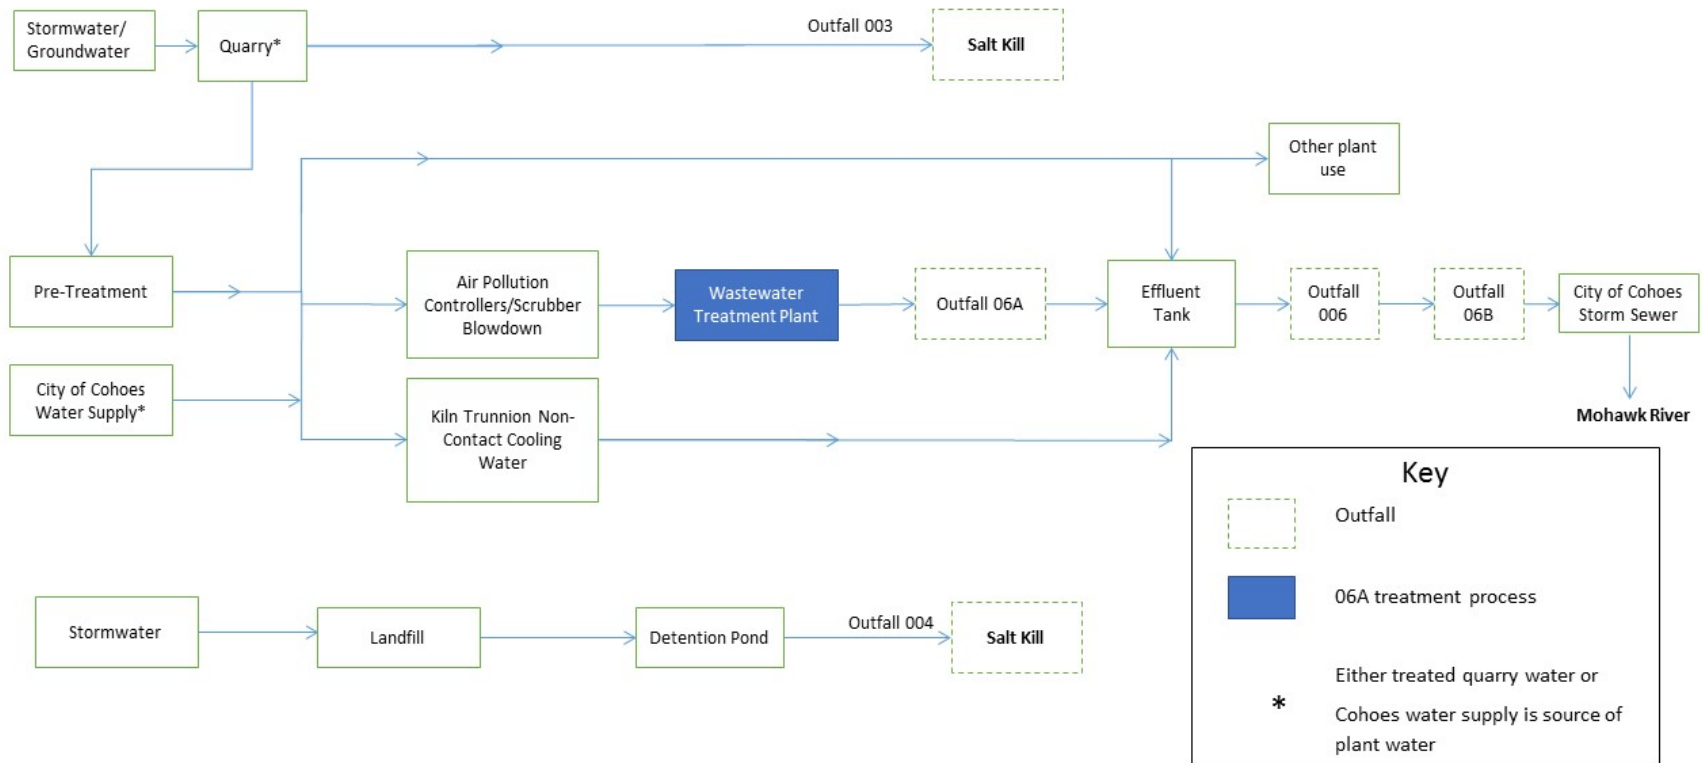 Stormwater/
Groundwater
Quarry*
Outfall 003
Salt Kill
Other plant
use
Pre-Treatment
Air Pollution
Controllers/Scrubber
Blowdown
Wastewater
Treatment Plant
Outfall 06A
Effluent
Tank
Outfall
006
Outfall
06B
City of Cohoes
Storm Sewer
City of Cohoes
Water Supply*
Kiln Trunnion Non-
Contact Cooling
Water
Mohawk River
Key
Outfall
06A treatment process
*
Either treated quarry water or
Cohoes water supply is source of
plant water
Stormwater
Landfill
Detention Pond
Outfall 004
Salt Kill